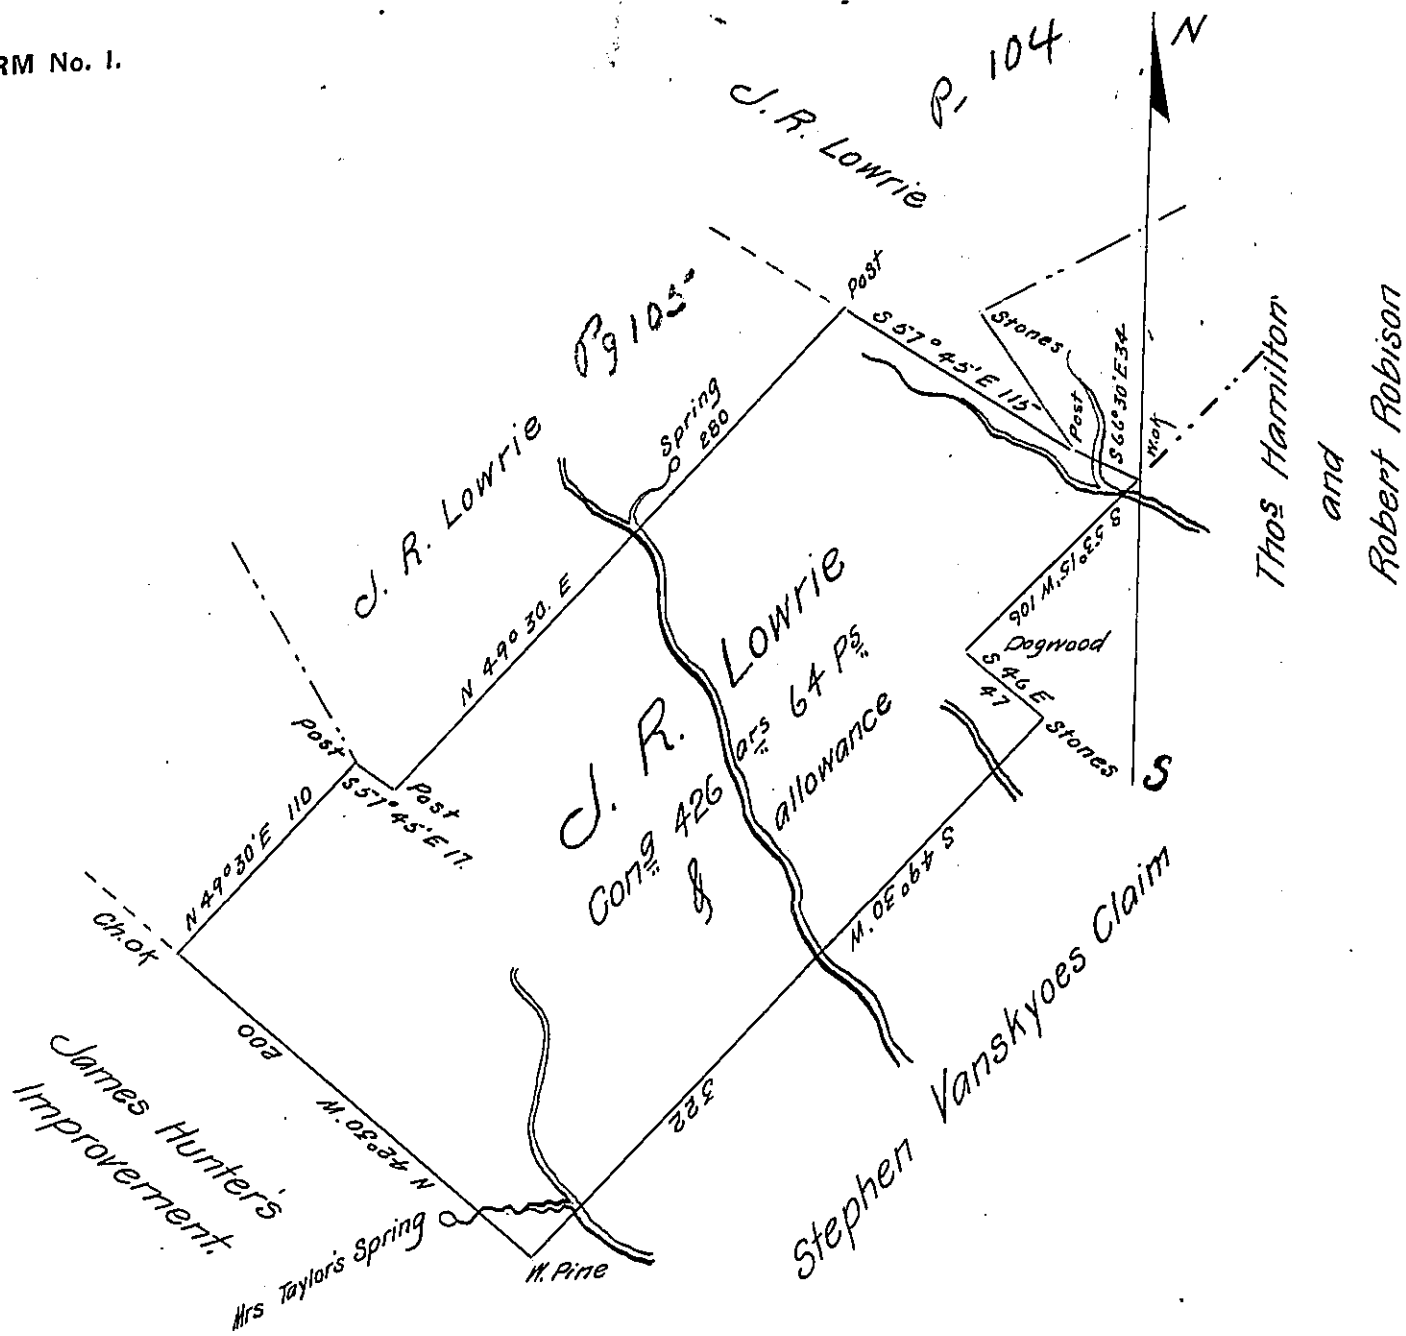 RM No. 1.
N
P. 104
J. R. Lowrie
Post
Pg 105
S 57° 45' E 115
Stones
Post
S 66° 30' E 34
W.ok
Thos Hamilton
and
Robert Robison
Spring
280
J. R. Lowrie
N 49° 30. E
S 53° 15' W 106
Dogwood
S 46 E
47
Stones
S
J. R. Lowrie
Cong 426 ars 64 Ps
& allowance
Post
Post
S 57° 45' E 17.
N 49° 30' E 110
Ch.ok
S 49° 30' W.
322
Stephen Vanskyoes Claim
200
N 42° 30' W.
James Hunter's
Improvement.
Mrs Taylor's Spring
W. Pine